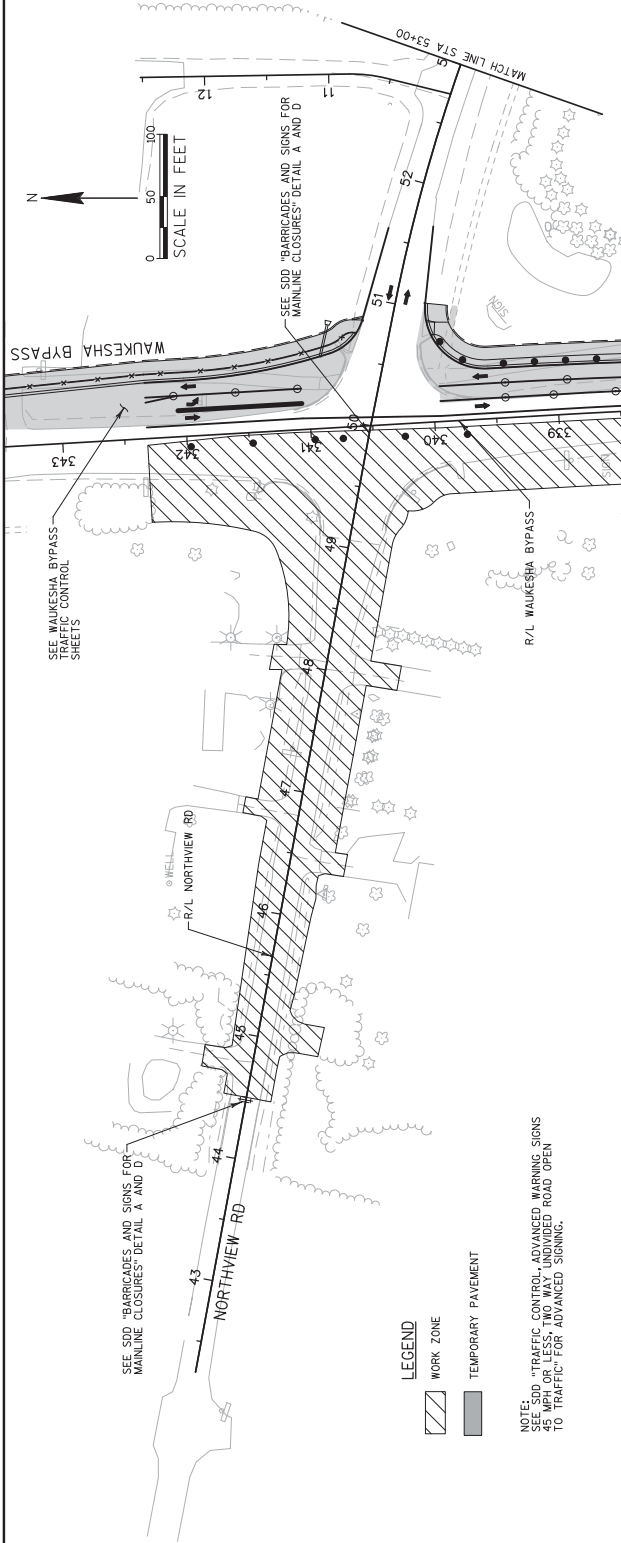 N
0 50 100
SCALE IN FEET
MATCH LINE STA 53+00
12
11
SEE SDD "BARRICADES AND SIGNS FOR
MAINLINE CLOSURES" DETAIL A AND D
WAUKESHA BYPASS
SEE WAUKESHA BYPASS
TRAFFIC CONTROL
SHEETS
343
342
341
340
339
5
52
51
50
49
48
47
46
45
44
43
SIGN
SIGN
R/L WAUKESHA BYPASS
WELL
R/L NORTHVIEW RD
SEE SDD "BARRICADES AND SIGNS FOR
MAINLINE CLOSURES" DETAIL A AND D
NORTHVIEW RD
LEGEND
WORK ZONE
TEMPORARY PAVEMENT
NOTE:
SEE SDD "TRAFFIC CONTROL, ADVANCED WARNING SIGNS
45 MPH OR LESS, TWO WAY UNDIVIDED ROAD OPEN
TO TRAFFIC" FOR ADVANCED SIGNING.